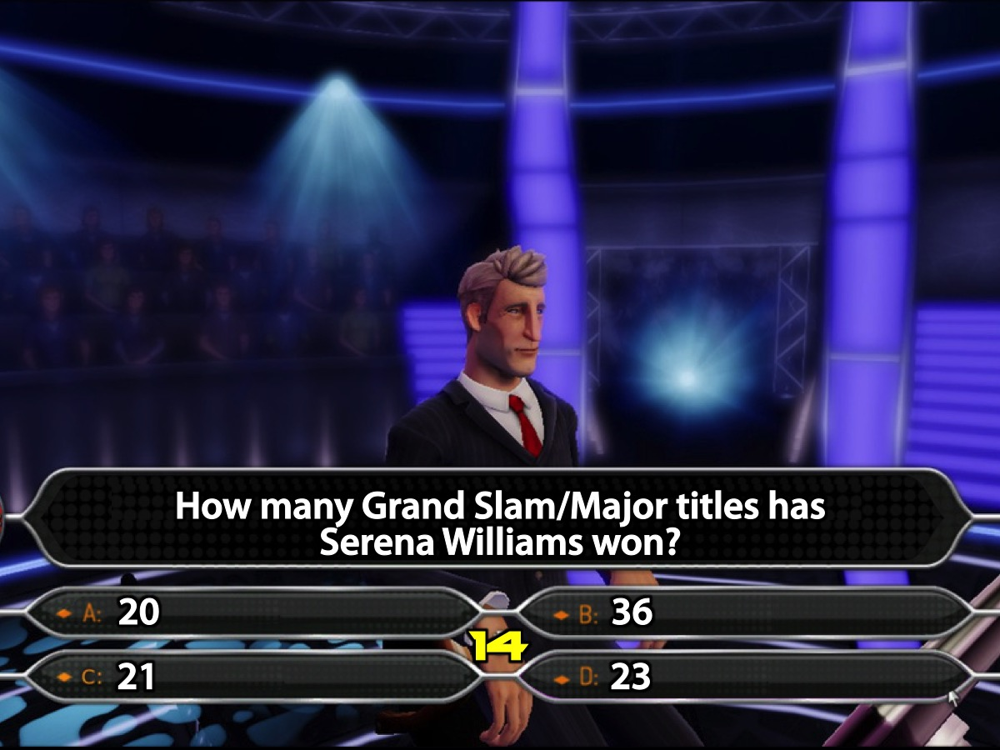 How many Grand Slam/Major titles has
Serena Williams won?
A: 20
B: 36
14
C: 21
D: 23